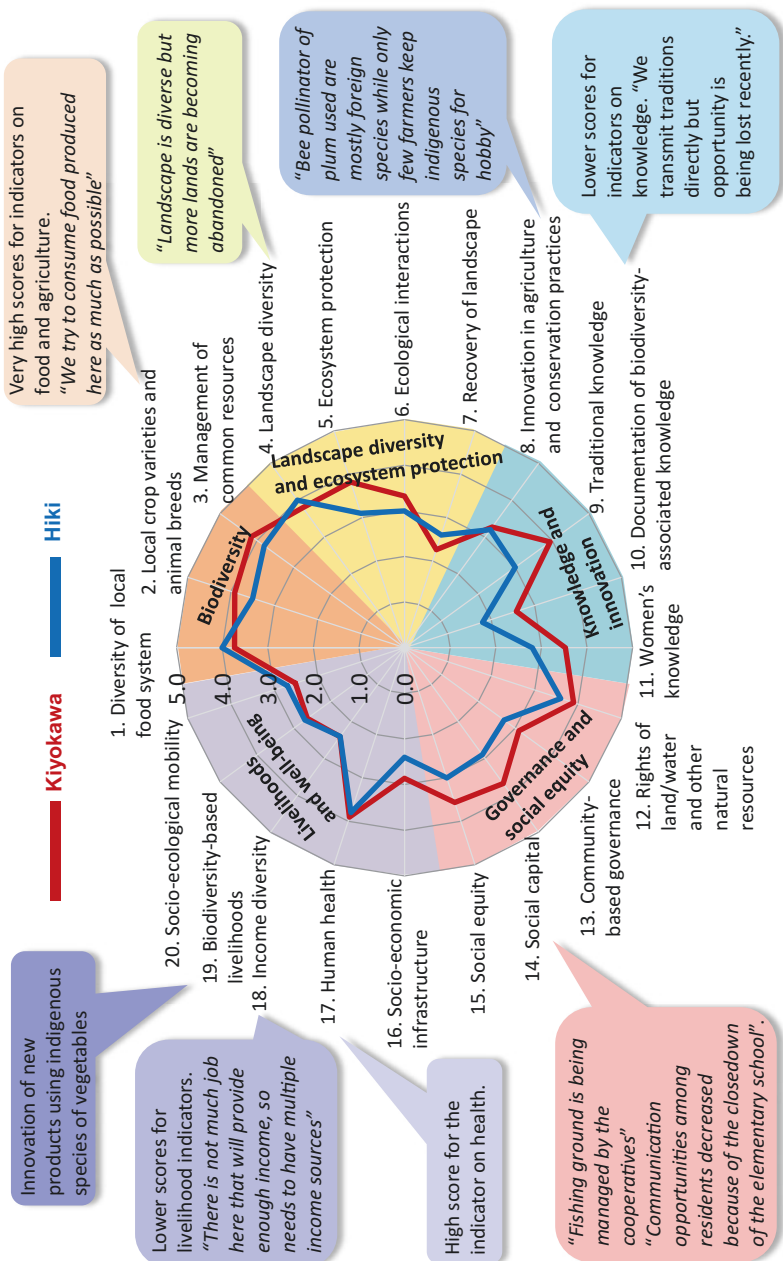 Kiyokawa
Hiki
Innovation of new
products using indigenous
species of vegetables
Lower scores for
livelihood indicators.
“There is not much job
here that will provide
enough income, so
needs to have multiple
income sources”
High score for the
indicator on health.
“Fishing ground is being
managed by the
cooperatives”
“Communication
opportunities among
residents decreased
because of the closedown
of the elementary school”.
Very high scores for indicators on
food and agriculture.
“We try to consume food produced
here as much as possible”
“Landscape is diverse but
more lands are becoming
abandoned”
“Bee pollinator of
plum used are
mostly foreign
species while only
few farmers keep
indigenous
species for
hobby”
Lower scores for
indicators on
knowledge. “We
transmit traditions
directly but
opportunity is
being lost recently.”
1. Diversity of local
food system
2. Local crop varieties and
animal breeds
3. Management of
common resources
4. Landscape diversity
5. Ecosystem protection
6. Ecological interactions
7. Recovery of landscape
8. Innovation in agriculture
and conservation practices
9. Traditional knowledge
10. Documentation of biodiversity-
associated knowledge
11. Women’s
knowledge
12. Rights of
land/water
and other
natural
resources
13. Community-
based governance
14. Social capital
15. Social equity
16. Socio-economic
infrastructure
17. Human health
18. Income diversity
19. Biodiversity-based
livelihoods
20. Socio-ecological mobility
5.0
4.0
3.0
2.0
1.0
0.0
Biodiversity
Landscape diversity
and ecosystem protection
Knowledge and
innovation
Governance and
social equity
Livelihoods
and well-being